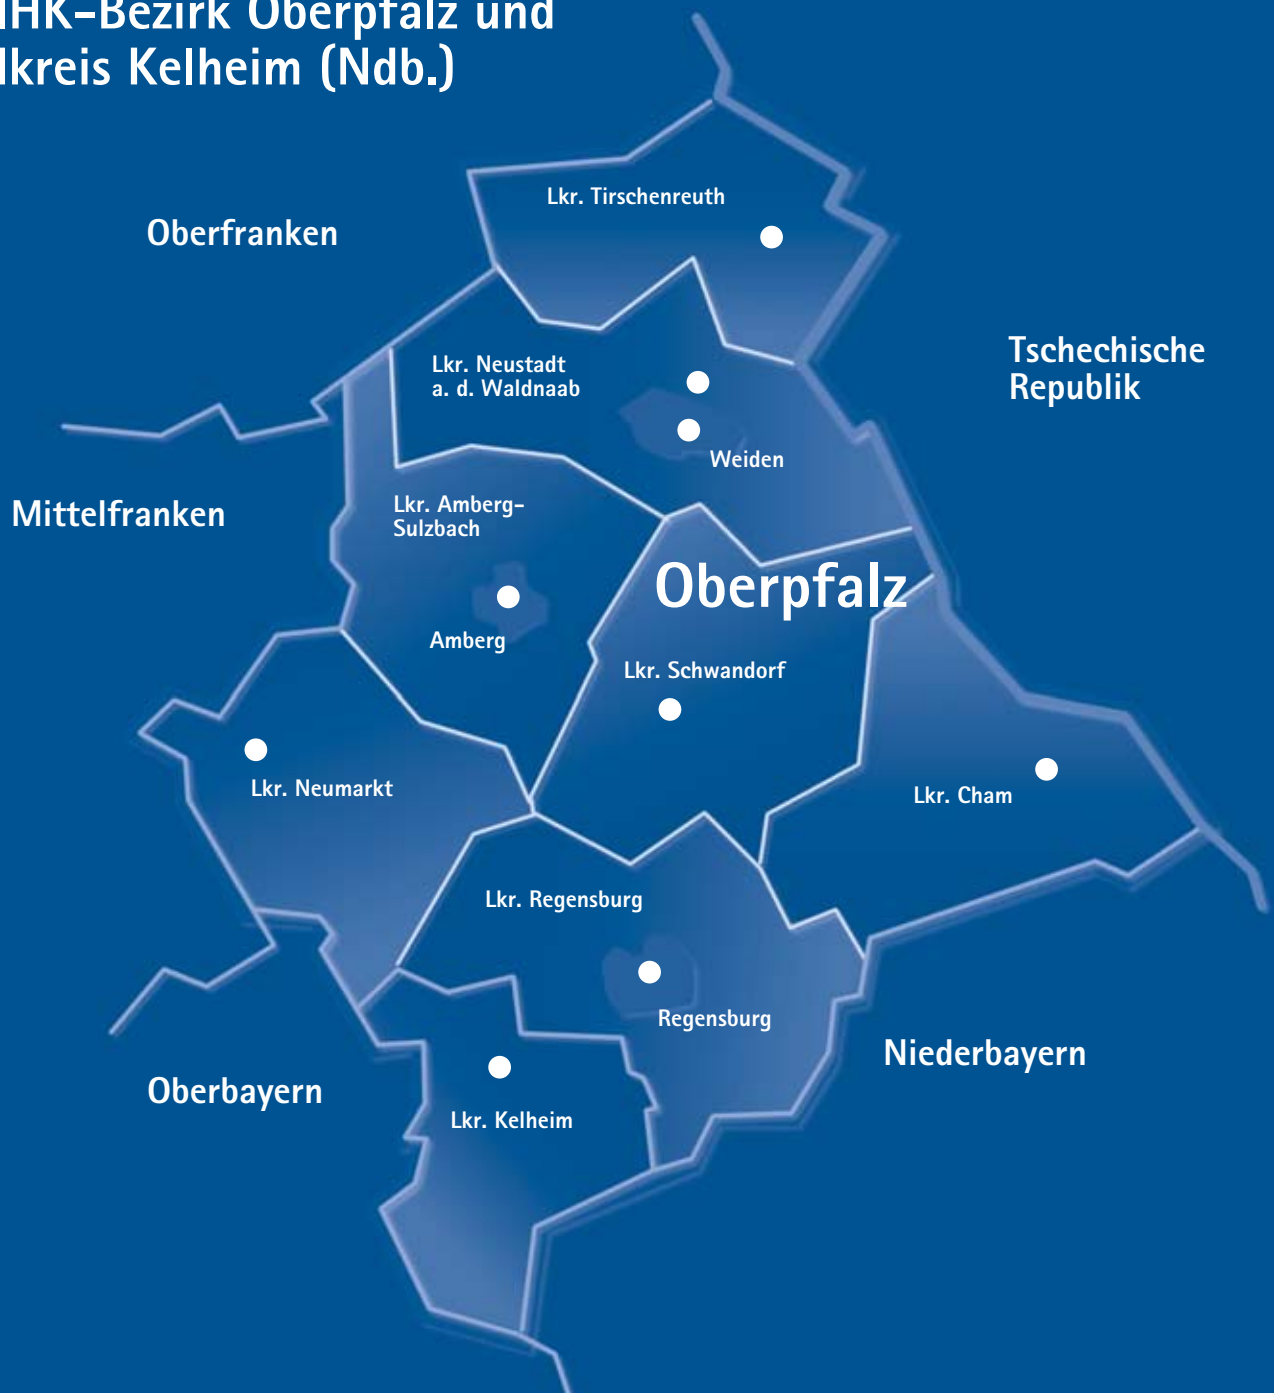 IHK-Bezirk Oberpfalz und
lkreis Kelheim (Ndb.)
Lkr. Tirschenreuth
Oberfranken
Tschechische
Republik
Lkr. Neustadt
a. d. Waldnaab
Weiden
Mittelfranken
Lkr. Amberg-
Sulzbach
Oberpfalz
Amberg
Lkr. Schwandorf
Lkr. Neumarkt
Lkr. Cham
Lkr. Regensburg
Regensburg
Niederbayern
Oberbayern
Lkr. Kelheim